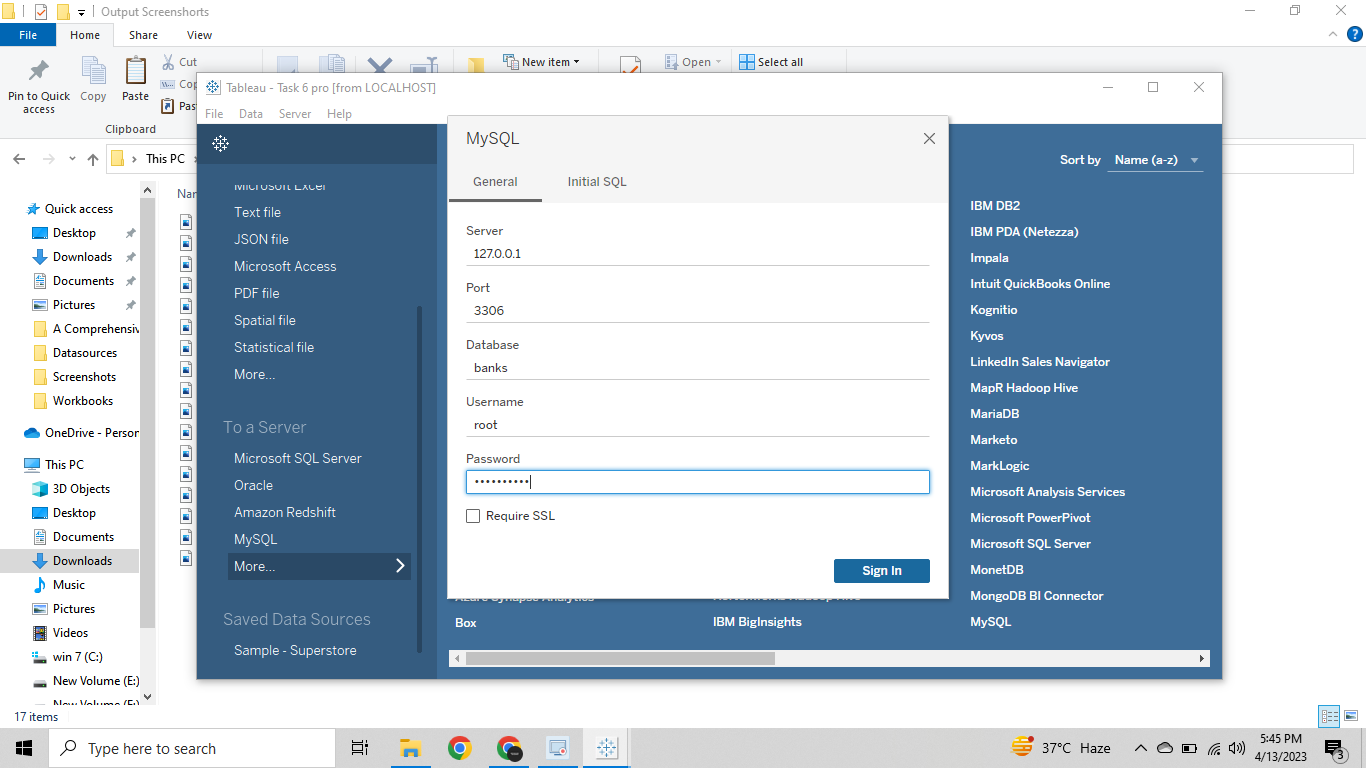 Output Screenshorts
File
Home
Share
View
Pin to Quick
access
Copy
Paste
Cut
New item
Open
Select all
Clipboard
This PC
Quick access
Desktop
Downloads
Documents
Pictures
A Comprehensiv
Datasources
Screenshots
Workbooks
OneDrive - Person
This PC
3D Objects
Desktop
Documents
Downloads
Music
Pictures
Videos
win 7 (C:)
New Volume (E:)
New Volume (F:)
17 items
Tableau - Task 6 pro [from LOCALHOST]
File
Data
Server
Help
Microsoft Excel
Text file
JSON file
Microsoft Access
PDF file
Spatial file
Statistical file
More...
To a Server
Microsoft SQL Server
Oracle
Amazon Redshift
MySQL
More...
Saved Data Sources
Sample - Superstore
MySQL
General
Initial SQL
Server
127.0.0.1
Port
3306
Database
banks
Username
root
Password
••••••••••
Require SSL
Sign In
Azure Synapse Analytics
Box
IBM BigInsights
Sort by
Name (a-z)
IBM DB2
IBM PDA (Netezza)
Impala
Intuit QuickBooks Online
Kognitio
Kyvos
LinkedIn Sales Navigator
MapR Hadoop Hive
MariaDB
Marketo
MarkLogic
Microsoft Analysis Services
Microsoft PowerPivot
Microsoft SQL Server
MonetDB
MongoDB BI Connector
MySQL
Type here to search
37°C Haze
5:45 PM
4/13/2023
3